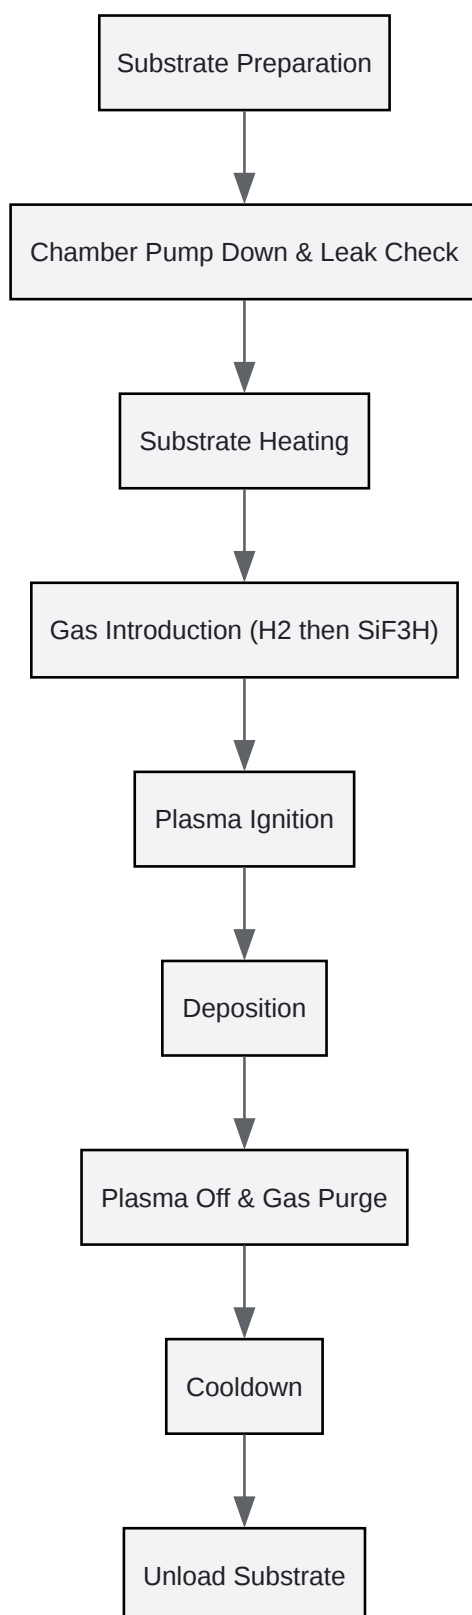 Substrate Preparation
Chamber Pump Down & Leak Check
Substrate Heating
Gas Introduction (H2 then SiF3H)
Plasma Ignition
Deposition
Plasma Off & Gas Purge
Cooldown
Unload Substrate